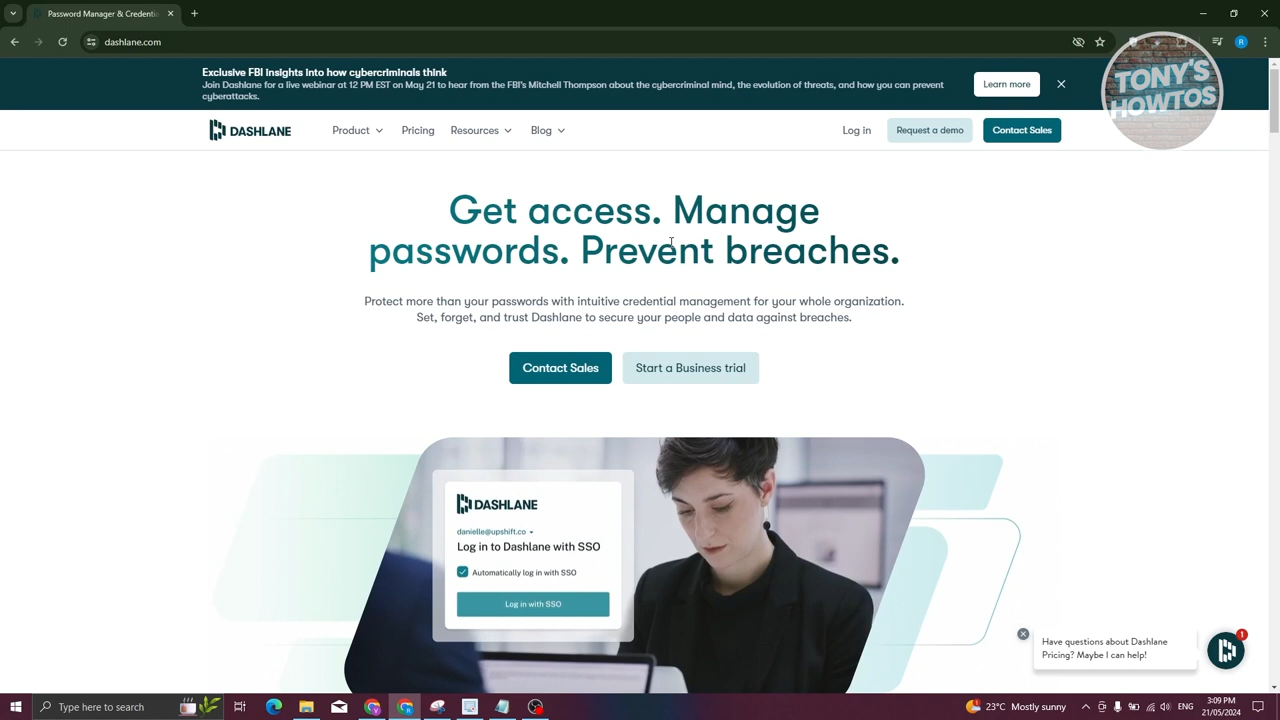 Password Manager & Credentia
dashlane.com
Exclusive FBI insights into how cybercriminals think
Join Dashlane for our webinar at 12 PM EST on May 21 to hear from the FBI's Mitchell Thompson about the cybercriminal mind, the evolution of threats, and how you can prevent
cyberattacks.
Learn more
TONY'S
HOWTOS
DASHLANE
Product
Pricing
Resources
Blog
Log in
Request a demo
Contact Sales
Get access. Manage
passwords. Prevent breaches.
Protect more than your passwords with intuitive credential management for your whole organization.
Set, forget, and trust Dashlane to secure your people and data against breaches.
Contact Sales
Start a Business trial
DASHLANE
danielle@upshift.co
Log in to Dashlane with SSO
Automatically log in with SSO
Log in with SSO
Have questions about Dashlane
Pricing? Maybe I can help!
1
Type here to search
23°C Mostly sunny
ENG
3:09 PM
21/05/2024